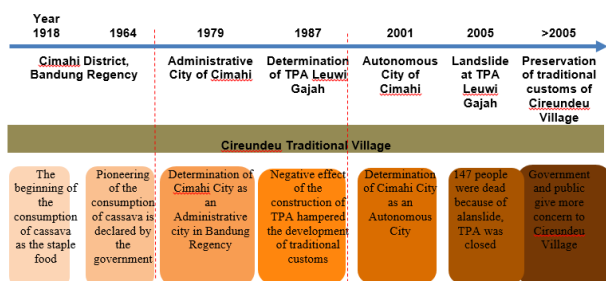 Year
1918 1964 1979 1987 2001 2005 >2005
Cimahi District,
Bandung Regency
Administrative
City of Cimahi
Determination
of TPA Leuwi
Gajah
Autonomous
City of
Cimahi
Landslide
at TPA
Leuwi
Gajah
Preservation
of traditional
customs of
Cireundeu
Village
Cireundeu Traditional Village
The
beginning of
the
consumption
of cassava
as the staple
food
Pioneering
of the
consumption
of cassava is
declared by
the
government
Determination of
Cimahi City as
an
Administrative
city in Bandung
Regency
Negative effect
of the
construction of
TPA hampered
the development
of traditional
customs
Determination
of Cimahi City
as an
Autonomous
City
147 people
were dead
because of
alanslide,
TPA was
closed
Government
and public
give more
concern to
Cireundeu
Village